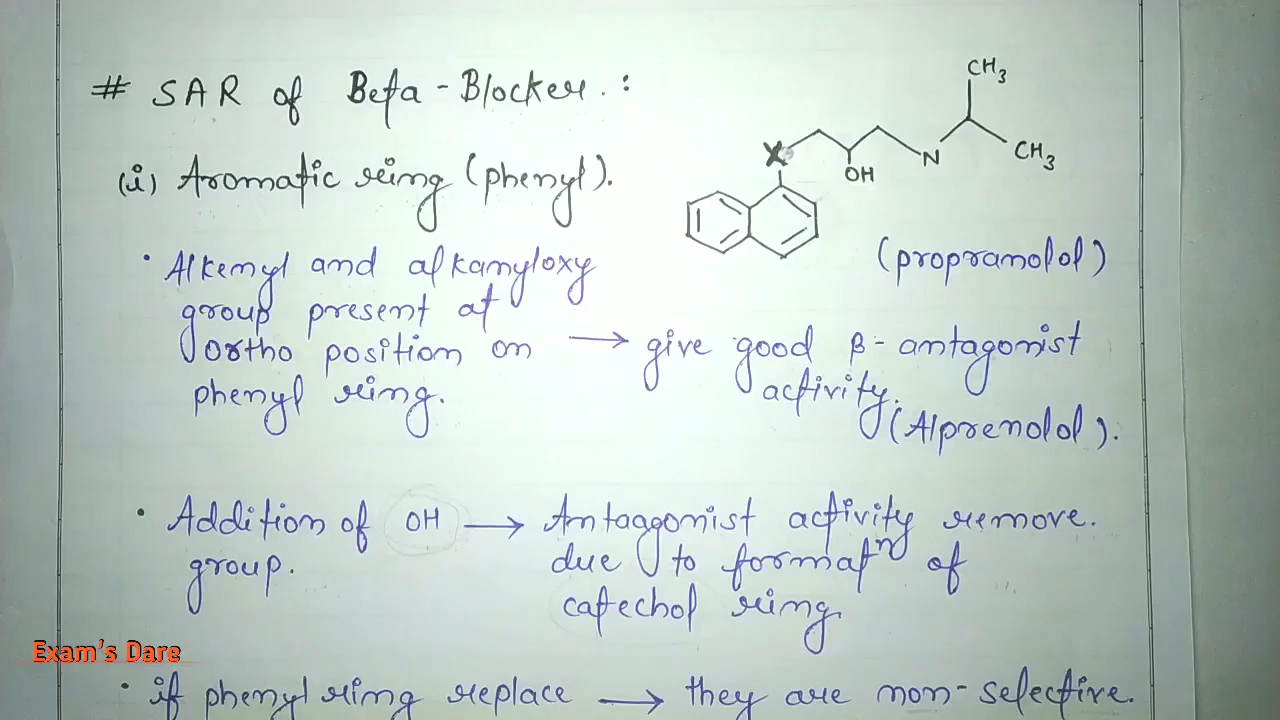 # SAR of Beta-Blocker. :
(i) Aromatic ring (phenyl).
CH3
CH3
X
OH
N
(propranolol)
• Alkenyl and alkanyloxy
group present at
ortho position on
phenyl ring.
→ give good β-antagonist
activity.
(Alprenolol).
• Addition of OH → Antaagonist activity remove.
group. due to formatn of
catechol ring.
Exam's Dare
• if phenyl ring replace → they are non-selective.